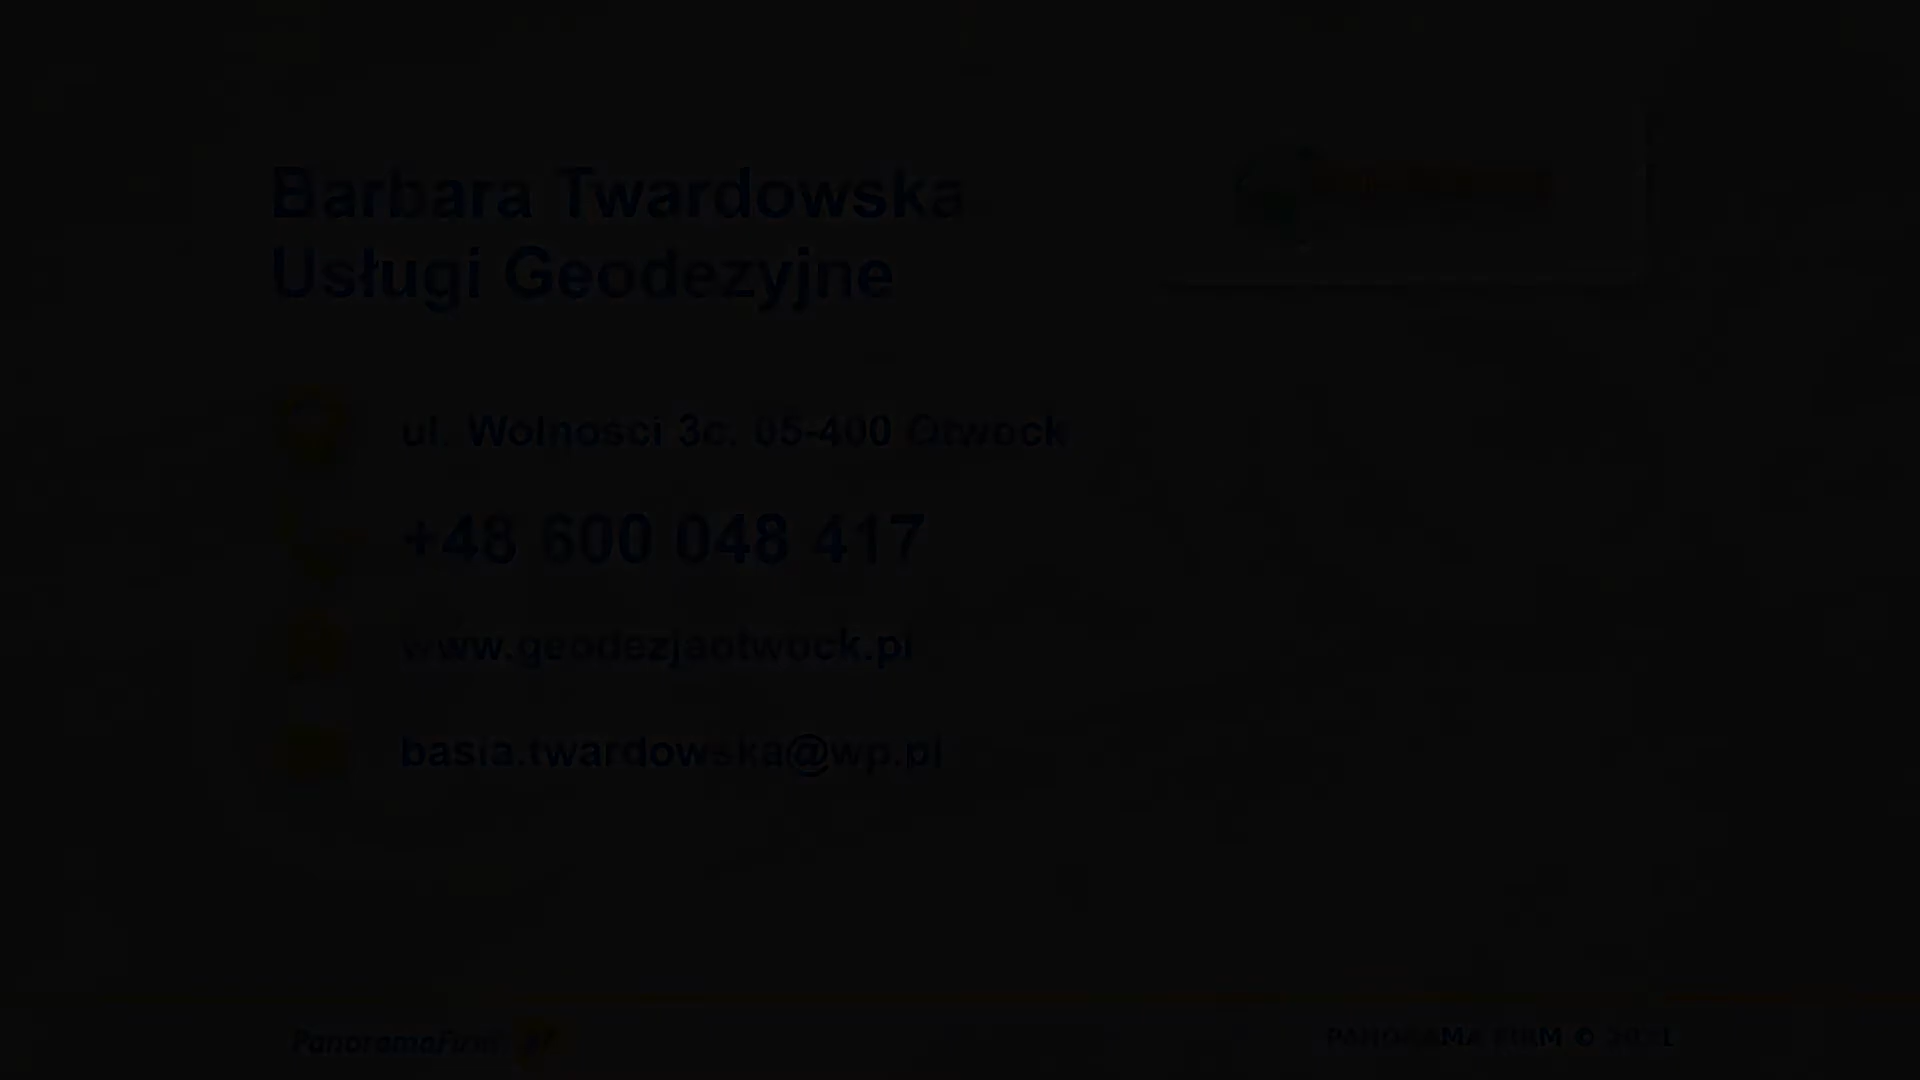 Barbara Twardowska
Usługi Geodezyjne
ul. Wolności 3c, 05-400 Otwock
+48 600 048 417
www.geodezjaotwock.pl
basia.twardowska@wp.pl
PanoramaFirm
PANORAMA FIRM © 2021